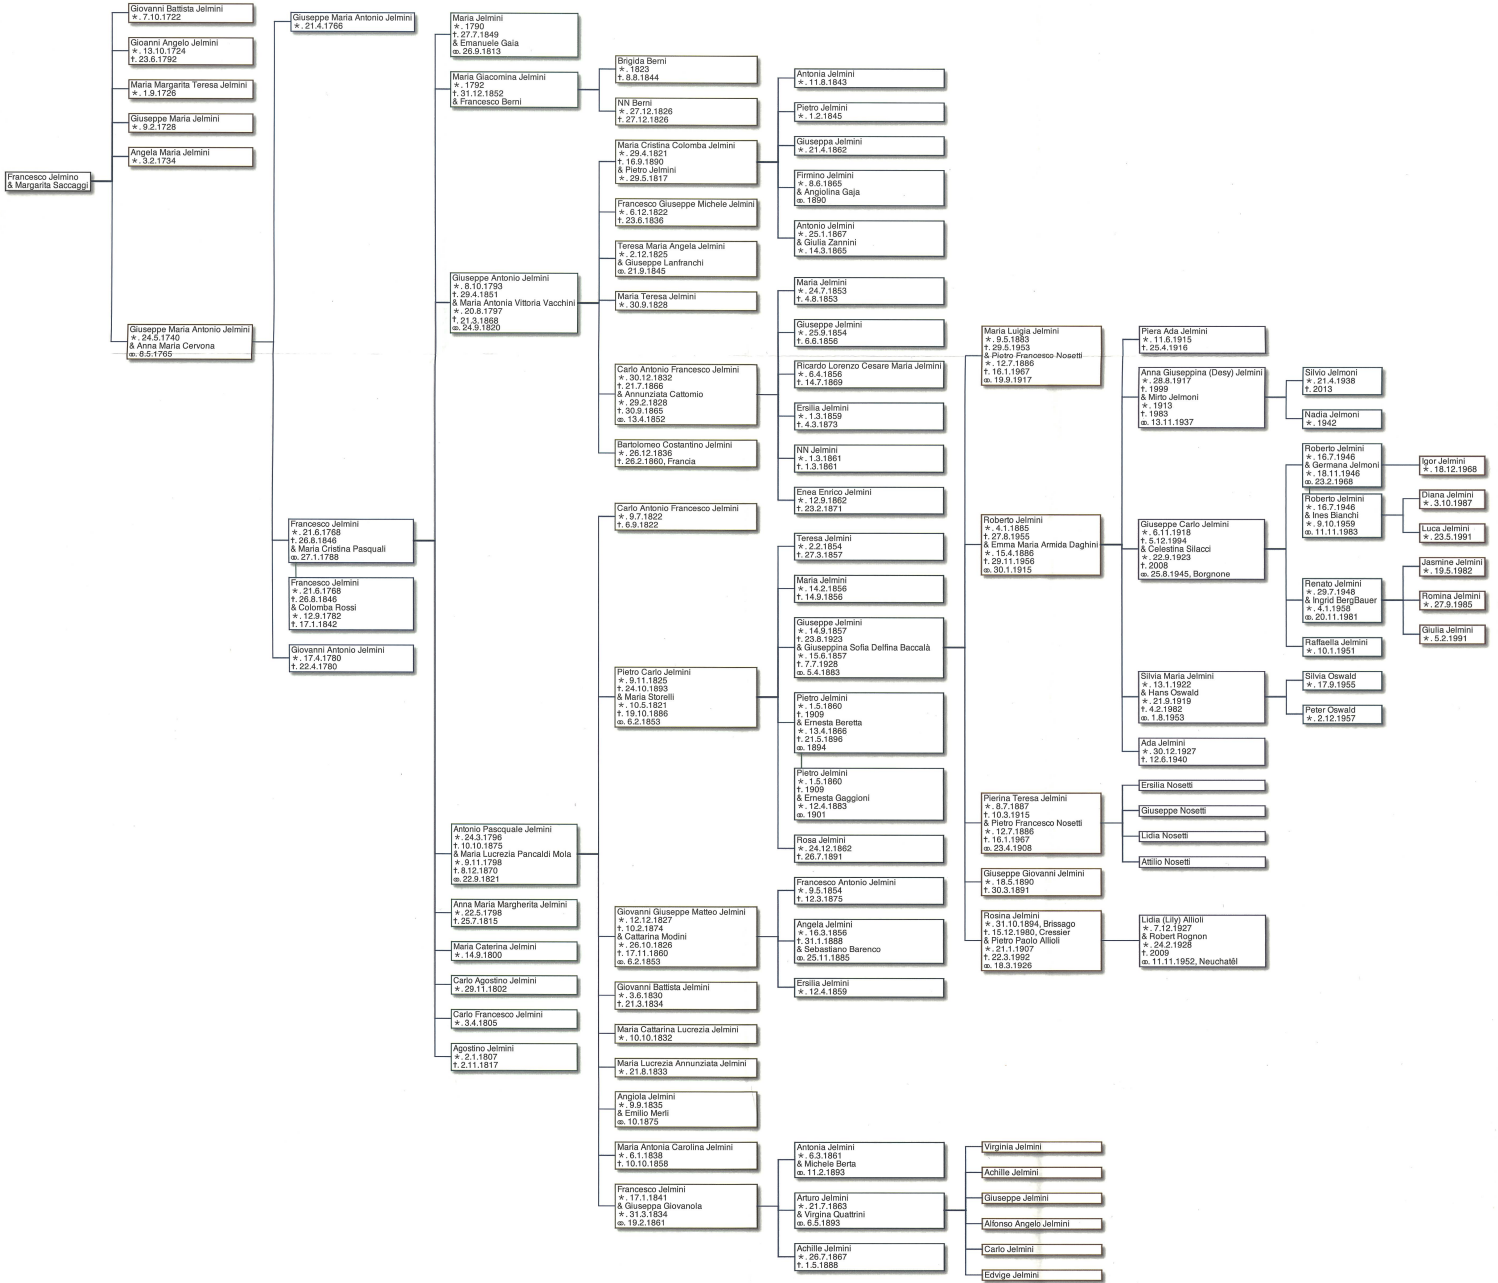 Francesco Jelmino
& Margarita Saccaggi
Giovanni Battista Jelmini
*. 7.10.1722
Gioanni Angelo Jelmini
*. 13.10.1724
†. 23.6.1792
Maria Margarita Teresa Jelmini
*. 1.9.1726
Giuseppe Maria Jelmini
*. 9.2.1728
Angela Maria Jelmini
*. 3.2.1734
Giuseppe Maria Antonio Jelmini
*. 24.5.1740
& Anna Maria Cervona
⚭. 8.5.1765
Giuseppe Maria Antonio Jelmini
*. 21.4.1766
Francesco Jelmini
*. 21.6.1768
†. 26.8.1846
& Maria Cristina Pasquali
⚭. 27.1.1788
Francesco Jelmini
*. 21.6.1768
†. 26.8.1846
& Colomba Rossi
*. 12.9.1782
†. 17.1.1842
Giovanni Antonio Jelmini
*. 17.4.1780
†. 22.4.1780
Maria Jelmini
*. 1790
†. 27.7.1849
& Emanuele Gaia
⚭. 26.9.1813
Maria Giacomina Jelmini
*. 1792
†. 31.12.1852
& Francesco Berni
Giuseppe Antonio Jelmini
*. 8.10.1793
†. 29.4.1851
& Maria Antonia Vittoria Vacchini
*. 20.8.1797
†. 21.3.1868
⚭. 24.9.1820
Antonio Pascquale Jelmini
*. 24.3.1796
†. 10.10.1875
& Maria Lucrezia Pancaldi Mola
*. 9.11.1798
†. 8.12.1870
⚭. 22.9.1821
Anna Maria Margherita Jelmini
*. 22.5.1798
†. 25.7.1815
Maria Caterina Jelmini
*. 14.9.1800
Carlo Agostino Jelmini
*. 29.11.1802
Carlo Francesco Jelmini
*. 3.4.1805
Agostino Jelmini
*. 2.1.1807
†. 2.11.1817
Brigida Berni
*. 1823
†. 8.8.1844
NN Berni
*. 27.12.1826
†. 27.12.1826
Maria Cristina Colomba Jelmini
*. 29.4.1821
†. 16.9.1890
& Pietro Jelmini
*. 29.5.1817
Francesco Giuseppe Michele Jelmini
*. 6.12.1822
†. 23.6.1836
Teresa Maria Angela Jelmini
*. 2.12.1825
& Giuseppe Lanfranchi
⚭. 21.9.1845
Maria Teresa Jelmini
*. 30.9.1828
Carlo Antonio Francesco Jelmini
*. 30.12.1832
†. 21.7.1866
& Annunziata Cattomio
*. 29.2.1828
†. 30.9.1865
⚭. 13.4.1852
Bartolomeo Costantino Jelmini
*. 26.12.1836
†. 26.2.1860, Francia
Carlo Antonio Francesco Jelmini
*. 9.7.1822
†. 6.9.1822
Pietro Carlo Jelmini
*. 9.11.1825
†. 24.10.1893
& Maria Storelli
*. 10.5.1821
†. 19.10.1886
⚭. 6.2.1853
Giovanni Giuseppe Matteo Jelmini
*. 12.12.1827
†. 10.2.1874
& Cattarina Modini
*. 26.10.1826
†. 17.11.1860
⚭. 6.2.1853
Giovanni Battista Jelmini
*. 3.6.1830
†. 21.3.1834
Maria Cattarina Lucrezia Jelmini
*. 10.10.1832
Maria Lucrezia Annunziata Jelmini
*. 21.8.1833
Angiola Jelmini
*. 9.9.1835
& Emilio Merli
⚭. 10.1875
Maria Antonia Carolina Jelmini
*. 6.1.1838
†. 10.10.1858
Francesco Jelmini
*. 17.1.1841
& Giuseppa Giovanola
*. 31.3.1834
⚭. 19.2.1861
Antonia Jelmini
*. 11.8.1843
Pietro Jelmini
*. 1.2.1845
Giuseppa Jelmini
*. 21.4.1862
Firmino Jelmini
*. 8.6.1865
& Angiolina Gaja
⚭. 1890
Antonio Jelmini
*. 25.1.1867
& Giulia Zannini
*. 14.3.1865
Maria Jelmini
*. 24.7.1853
†. 4.8.1853
Giuseppe Jelmini
*. 25.9.1854
†. 6.6.1856
Ricardo Lorenzo Cesare Maria Jelmini
*. 6.4.1856
†. 14.7.1869
Ersilia Jelmini
*. 1.3.1859
†. 4.3.1873
NN Jelmini
*. 1.3.1861
†. 1.3.1861
Enea Enrico Jelmini
*. 12.9.1862
†. 23.2.1871
Teresa Jelmini
*. 2.2.1854
†. 27.3.1857
Maria Jelmini
*. 14.2.1856
†. 14.9.1856
Giuseppe Jelmini
*. 14.9.1857
†. 23.8.1923
& Giuseppina Sofia Delfina Baccalà
*. 15.6.1857
†. 7.7.1928
⚭. 5.4.1883
Pietro Jelmini
*. 1.5.1860
†. 1909
& Ernesta Beretta
*. 13.4.1866
†. 21.5.1896
⚭. 1894
Pietro Jelmini
*. 1.5.1860
†. 1909
& Ernesta Gaggioni
*. 12.4.1883
⚭. 1901
Rosa Jelmini
*. 24.12.1862
†. 26.7.1891
Francesco Antonio Jelmini
*. 9.5.1854
†. 12.3.1875
Angela Jelmini
*. 16.3.1856
†. 31.1.1888
& Sebastiano Barenco
⚭. 25.11.1885
Ersilia Jelmini
*. 12.4.1859
Antonia Jelmini
*. 6.3.1861
& Michele Berta
⚭. 11.2.1893
Arturo Jelmini
*. 21.7.1863
& Virgina Quattrini
⚭. 6.5.1893
Achille Jelmini
*. 26.7.1867
†. 1.5.1888
Maria Luigia Jelmini
*. 9.5.1883
†. 29.5.1953
& Pietro Francesco Nosetti
*. 12.7.1886
†. 16.1.1967
⚭. 19.9.1917
Roberto Jelmini
*. 4.1.1885
†. 27.8.1955
& Emma Maria Armida Daghini
*. 15.4.1886
†. 29.11.1956
⚭. 30.1.1915
Pierina Teresa Jelmini
*. 8.7.1887
†. 10.3.1915
& Pietro Francesco Nosetti
*. 12.7.1886
†. 16.1.1967
⚭. 23.4.1908
Giuseppe Giovanni Jelmini
*. 18.5.1890
†. 30.3.1891
Rosina Jelmini
*. 31.10.1894, Brissago
†. 15.12.1980, Cressier
& Pietro Paolo Allioli
*. 21.1.1907
†. 22.3.1992
⚭. 18.3.1926
Virginia Jelmini
Achille Jelmini
Giuseppe Jelmini
Alfonso Angelo Jelmini
Carlo Jelmini
Edvige Jelmini
Piera Ada Jelmini
*. 11.6.1915
†. 25.4.1916
Anna Giuseppina (Desy) Jelmini
*. 28.8.1917
†. 1999
& Mirto Jelmoni
*. 1913
†. 1983
⚭. 13.11.1937
Giuseppe Carlo Jelmini
*. 6.11.1918
†. 5.12.1994
& Celestina Silacci
*. 22.9.1923
†. 2008
⚭. 25.8.1945, Borgnone
Silvia Maria Jelmini
*. 13.1.1922
& Hans Oswald
*. 21.9.1919
†. 4.2.1982
⚭. 1.8.1953
Ada Jelmini
*. 30.12.1927
†. 12.6.1940
Ersilia Nosetti
Giuseppe Nosetti
Lidia Nosetti
Attilio Nosetti
Lidia (Lily) Allioli
*. 7.12.1927
& Robert Rognon
*. 24.2.1928
†. 2009
⚭. 11.11.1952, Neuchatêl
Silvio Jelmoni
*. 21.4.1938
†. 2013
Nadia Jelmoni
*. 1942
Roberto Jelmini
*. 16.7.1946
& Germana Jelmoni
*. 18.11.1946
⚭. 23.2.1968
Roberto Jelmini
*. 16.7.1946
& Ines Bianchi
*. 9.10.1959
⚭. 11.11.1983
Renato Jelmini
*. 29.7.1948
& Ingrid BergBauer
*. 4.1.1958
⚭. 20.11.1981
Raffaella Jelmini
*. 10.1.1951
Silvia Oswald
*. 17.9.1955
Peter Oswald
*. 2.12.1957
Igor Jelmini
*. 18.12.1968
Diana Jelmini
*. 3.10.1987
Luca Jelmini
*. 23.5.1991
Jasmine Jelmini
*. 19.5.1982
Romina Jelmini
*. 27.9.1985
Giulia Jelmini
*. 5.2.1991